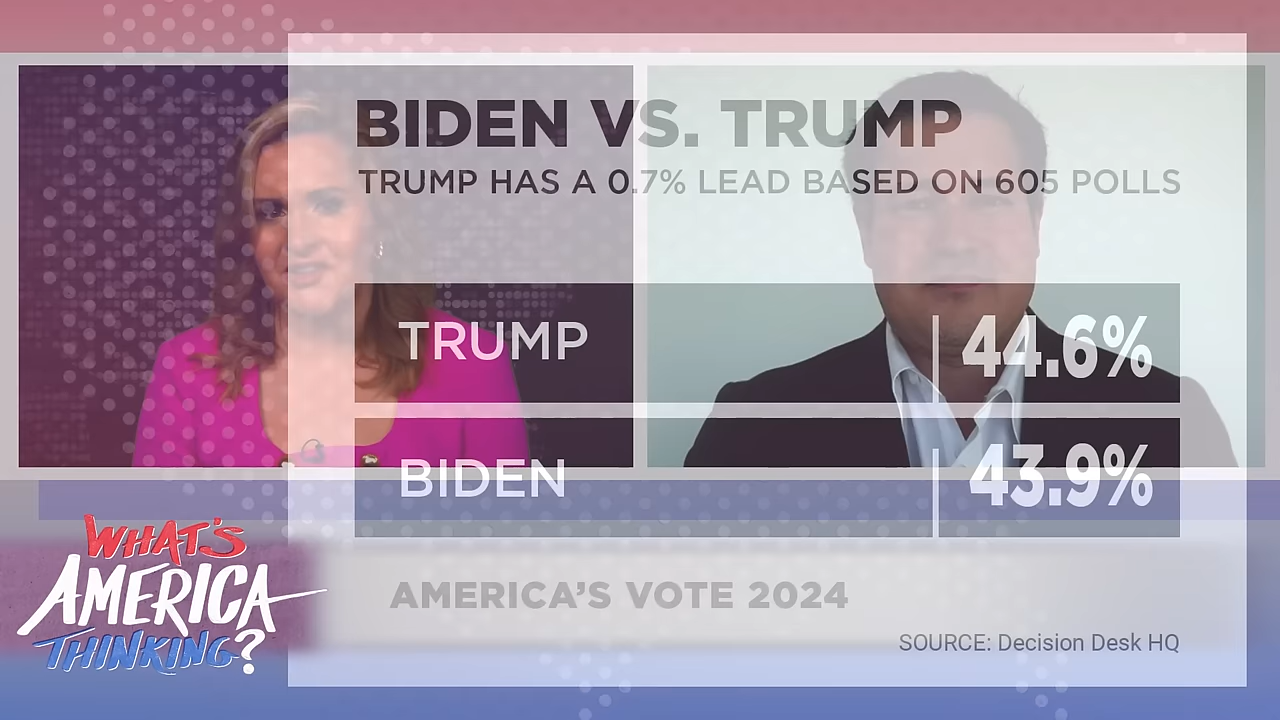 BIDEN VS. TRUMP
TRUMP HAS A 0.7% LEAD BASED ON 605 POLLS
TRUMP 44.6%
BIDEN 43.9%
WHAT'S
AMERICA
THINKING?
AMERICA'S VOTE 2024
SOURCE: Decision Desk HQ